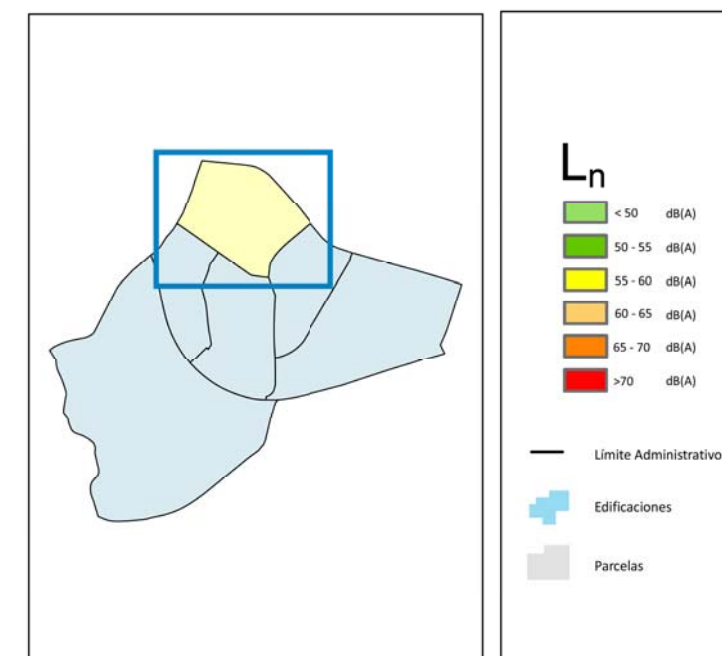 Ln
< 50 dB(A)
50 - 55 dB(A)
55 - 60 dB(A)
60 - 65 dB(A)
65 - 70 dB(A)
>70 dB(A)
Límite Administrativo
Edificaciones
Parcelas